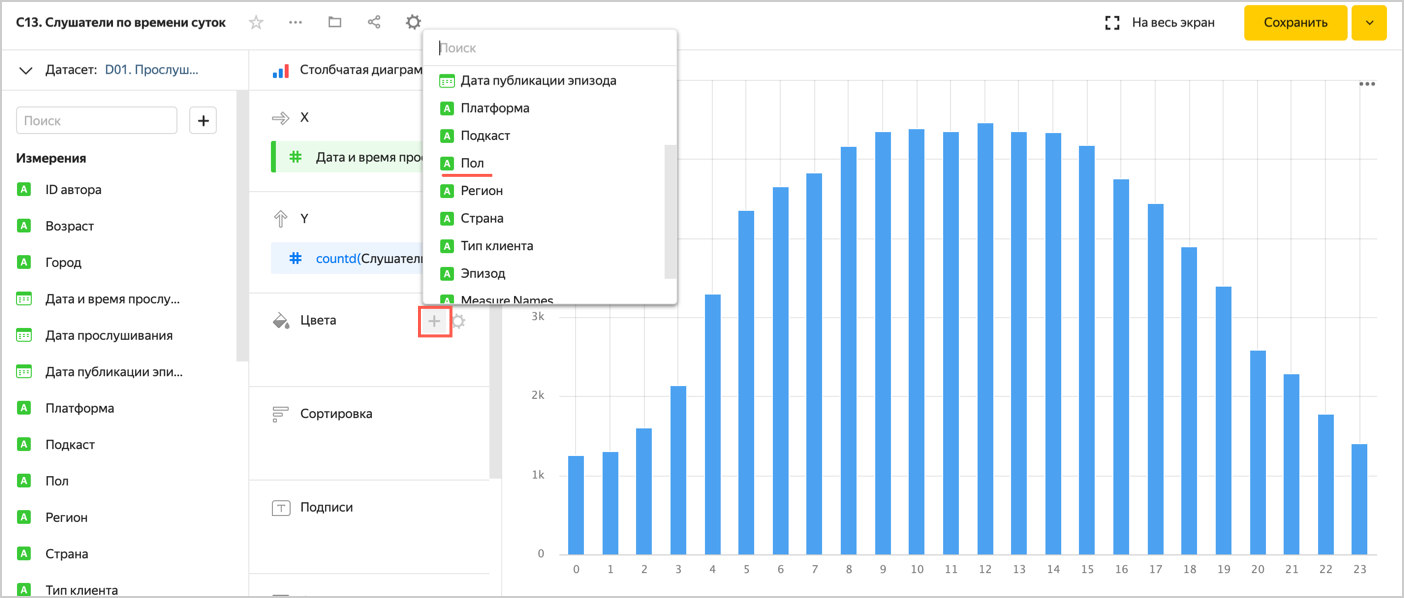 C13. Слушатели по времени суток
На весь экран
Сохранить
Датасет: D01. Прослуш...
Поиск
Измерения
ID автора
Возраст
Город
Дата и время прослу...
Дата прослушивания
Дата публикации эпи...
Платформа
Подкаст
Пол
Регион
Страна
Тип клиента
Столбчатая диаграм
X
Дата и время прос
Y
countd(Слушатели
Цвета
Сортировка
Подписи
Поиск
Дата публикации эпизода
Платформа
Подкаст
Пол
Регион
Страна
Тип клиента
Эпизод
Measure Names
3k
2k
1k
0
0 1 2 3 4 5 6 7 8 9 10 11 12 13 14 15 16 17 18 19 20 21 22 23